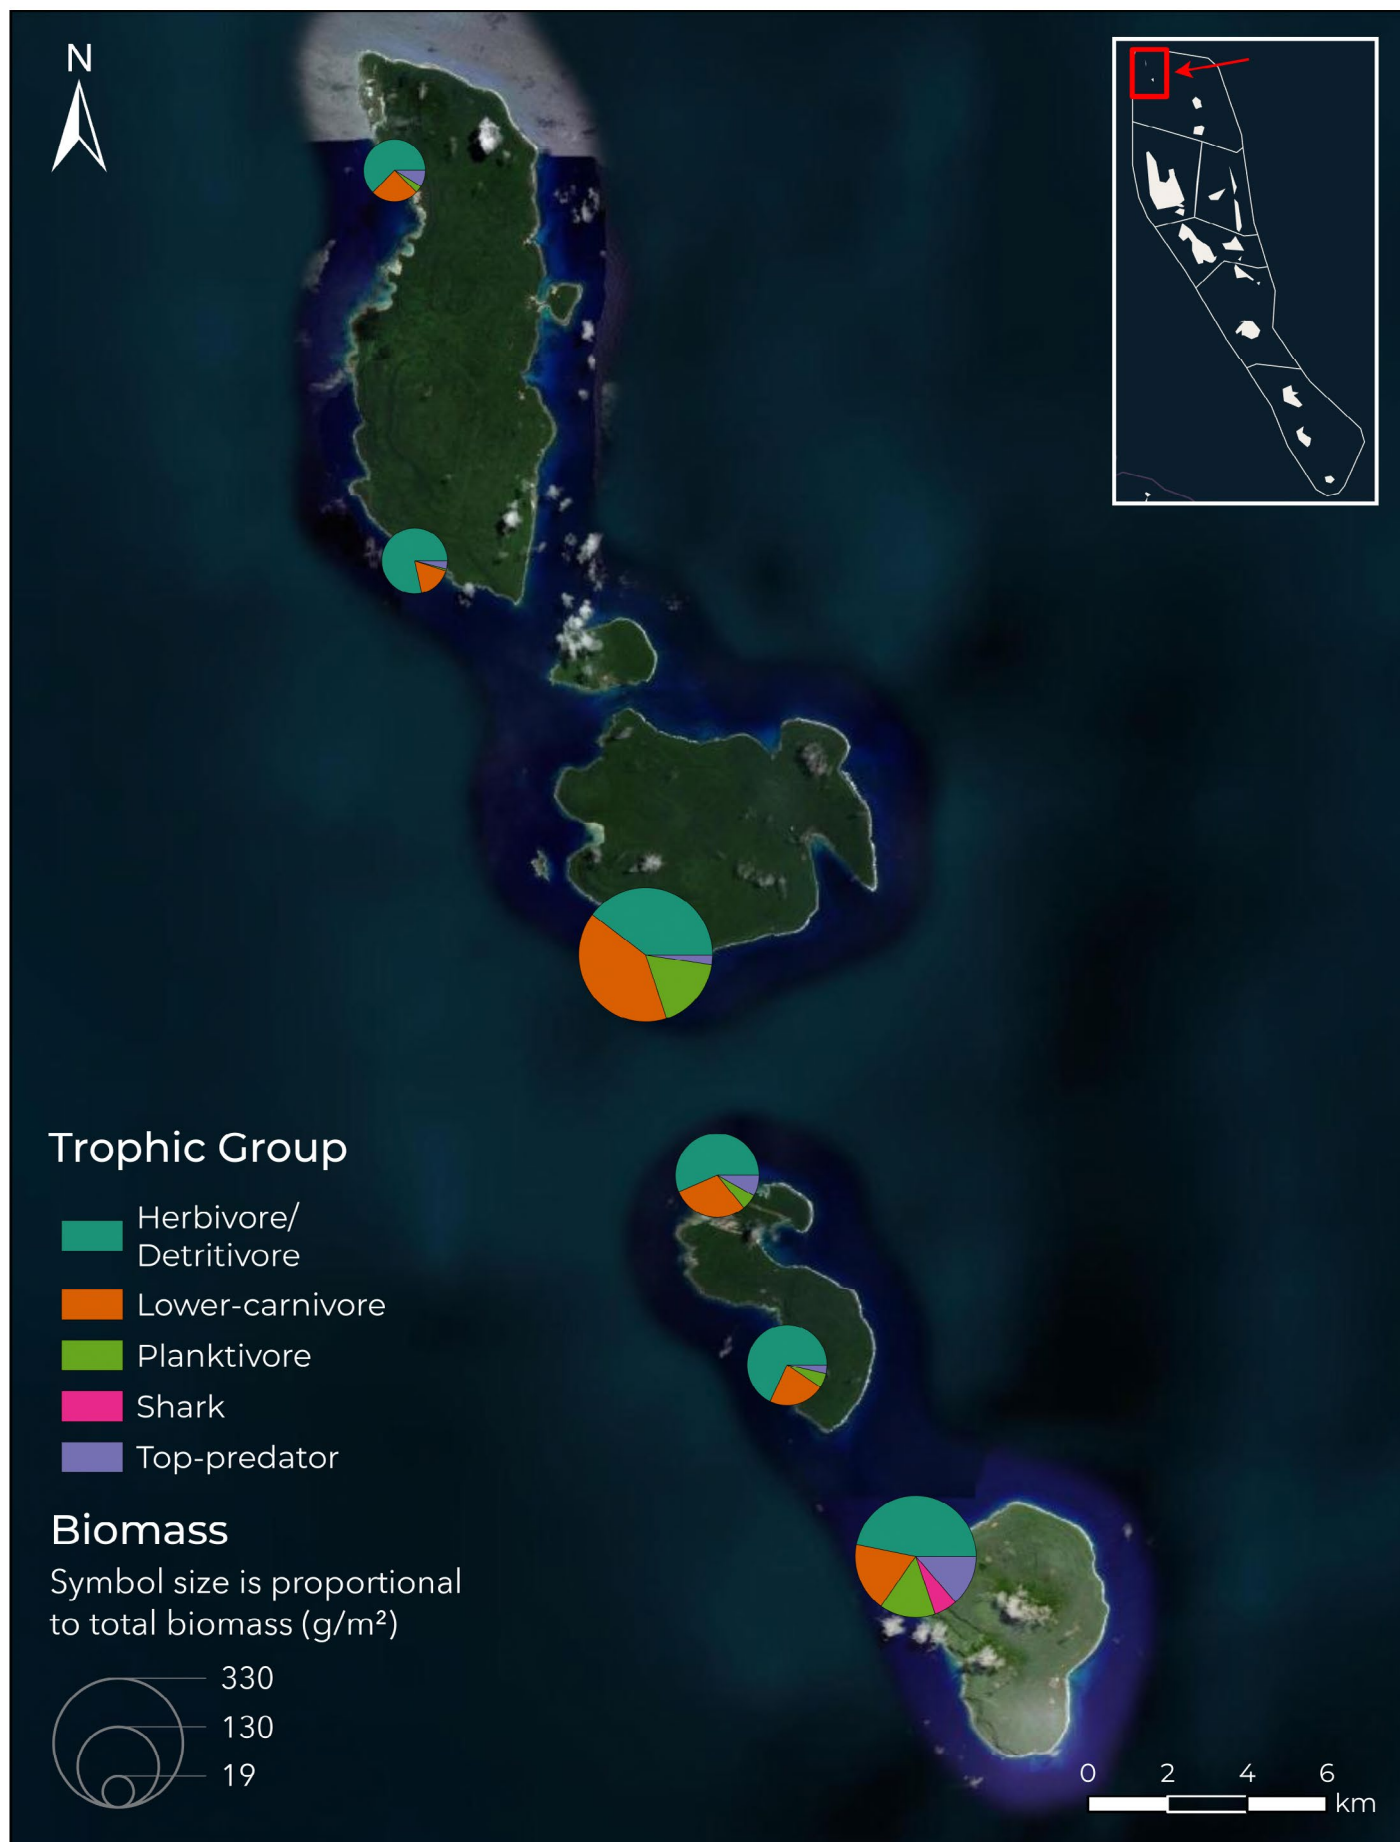 N
Trophic Group
Herbivore/
Detritivore
Lower-carnivore
Planktivore
Shark
Top-predator
Biomass
Symbol size is proportional
to total biomass (g/m²)
330
130
19
0 2 4 6
km